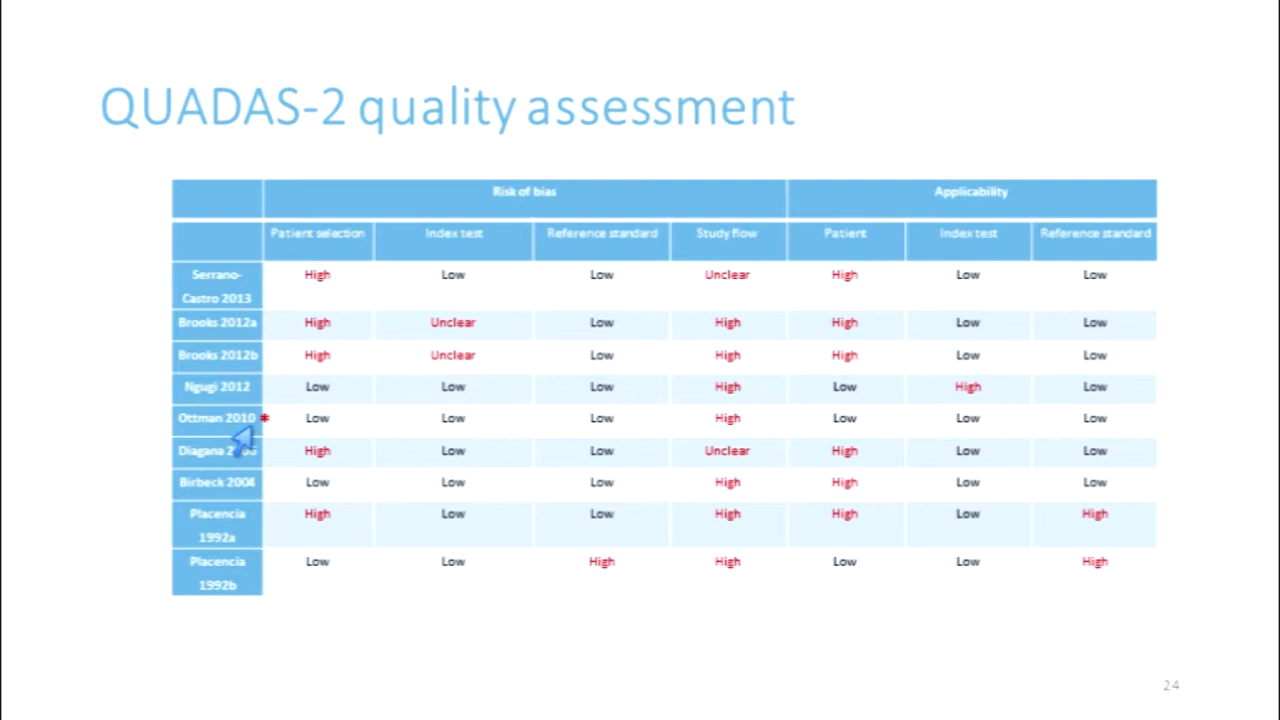 QUADAS-2 quality assessment
Risk of bias Applicability
Patient selection Index test Reference standard Study flow Patient Index test Reference standard
Serrano-
Castro 2013 High Low Low Unclear High Low Low
Brooks 2012a High Unclear Low High High Low Low
Brooks 2012b High Unclear Low High High Low Low
Ngugi 2012 Low Low Low High Low High Low
Ottman 2010 * Low Low Low High Low Low Low
Diagana High Low Low Unclear High Low Low
Birbeck 2004 Low Low Low High High Low Low
Placencia
1992a High Low Low High High Low High
Placencia
1992b Low Low High High Low Low High
24